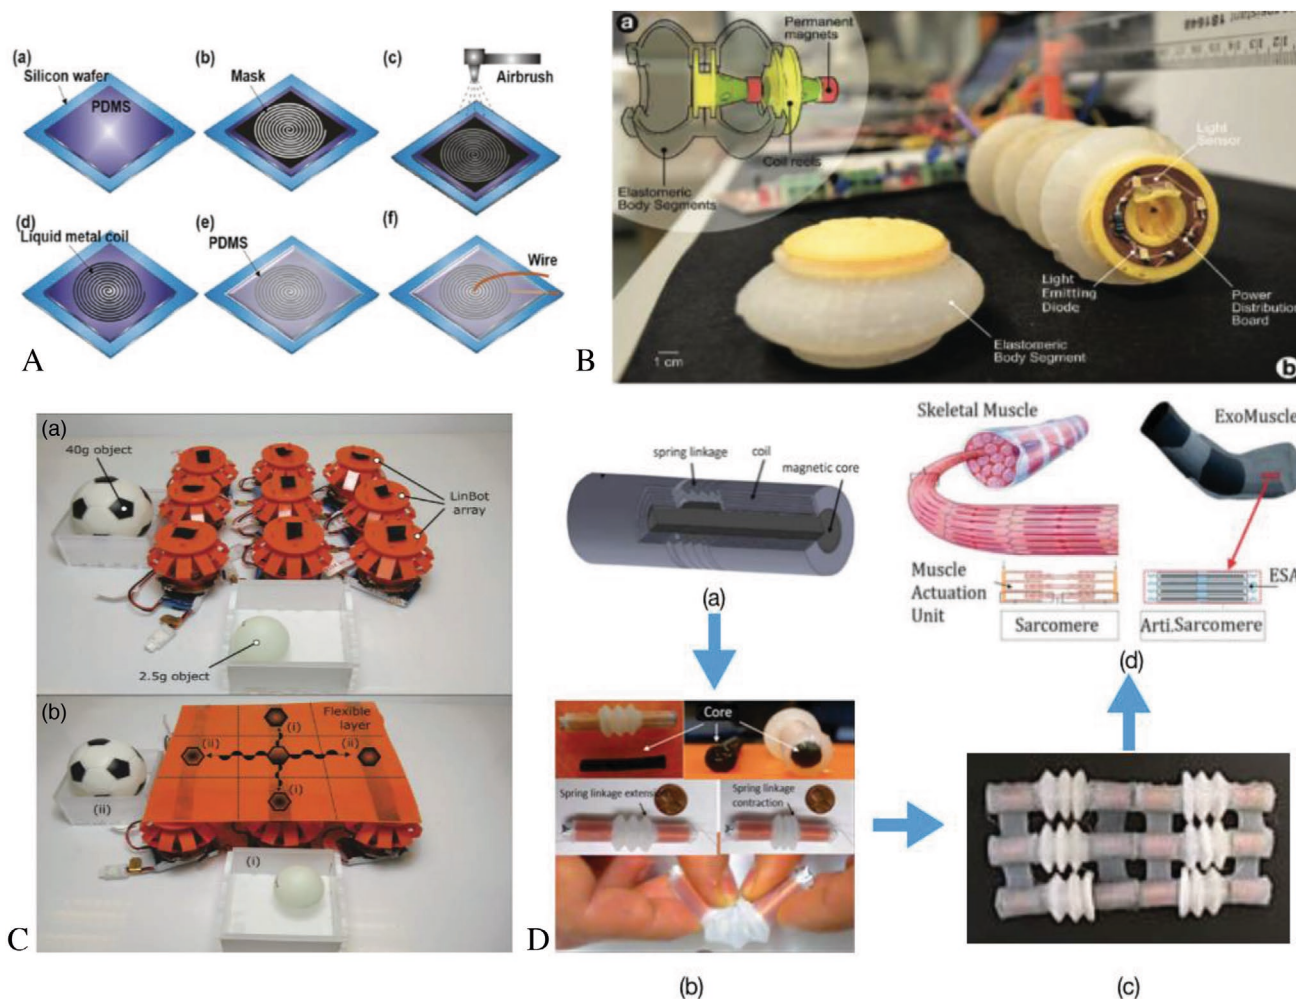 (a)
Silicon wafer
PDMS
(b)
Mask
(c)
Airbrush
(d)
Liquid metal coil
(e)
PDMS
(f)
Wire
A
a
Permanent
magnets
Coil reels
Elastomeric
Body Segments
181648
Light
Sensor
Light
Emitting
Diode
Power
Distribution
Board
Elastomeric
Body Segment
1 cm
b
B
(a)
40g object
LinBot
array
2.5g object
(b)
Flexible
layer
(i)
(ii)
(ii)
(i)
(ii)
(i)
C
spring linkage
coil
magnetic core
(a)
Core
Spring linkage extension
Spring linkage
contraction
(b)
(c)
Skeletal Muscle
ExoMuscle
Muscle
Actuation
Unit
ESA
Sarcomere
Arti.Sarcomere
(d)
D